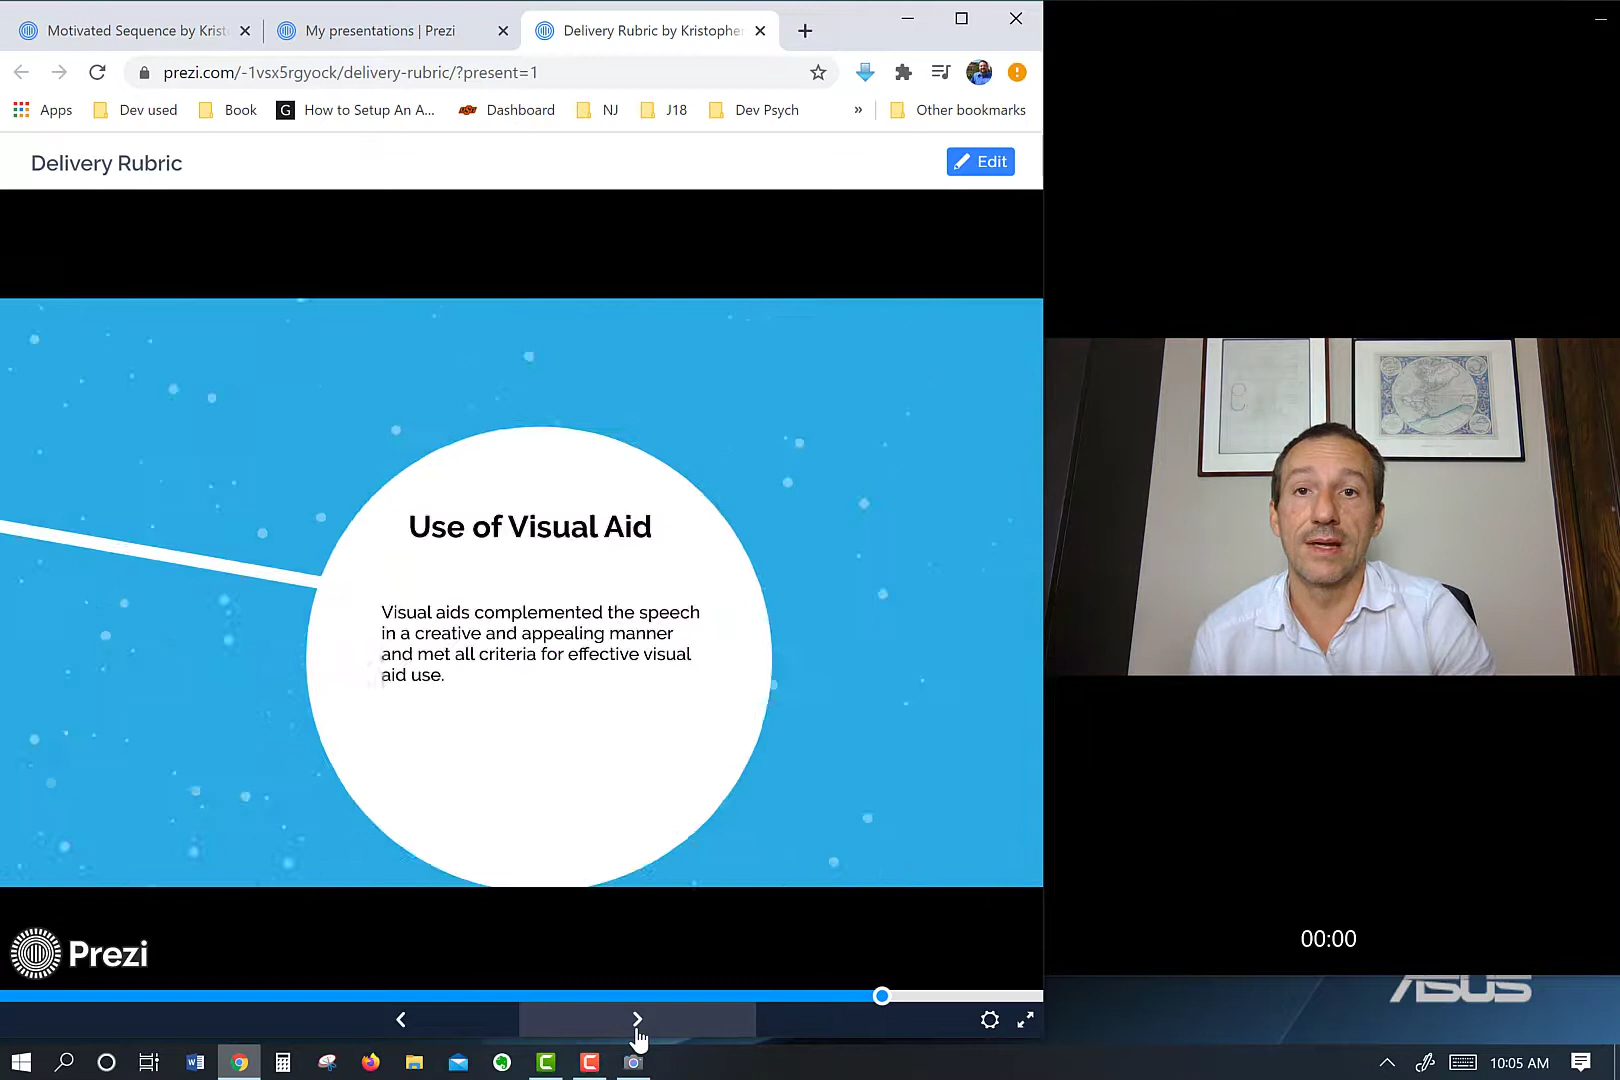 Motivated Sequence by Krist
My presentations | Prezi
Delivery Rubric by Kristopher
prezi.com/-1vsx5rgyock/delivery-rubric/?present=1
Apps
Dev used
Book
G
How to Setup An A...
Dashboard
NJ
J18
Dev Psych
»
Other bookmarks
Delivery Rubric
Edit
Use of Visual Aid
Visual aids complemented the speech
in a creative and appealing manner
and met all criteria for effective visual
aid use.
Prezi
00:00
ASUS
10:05 AM